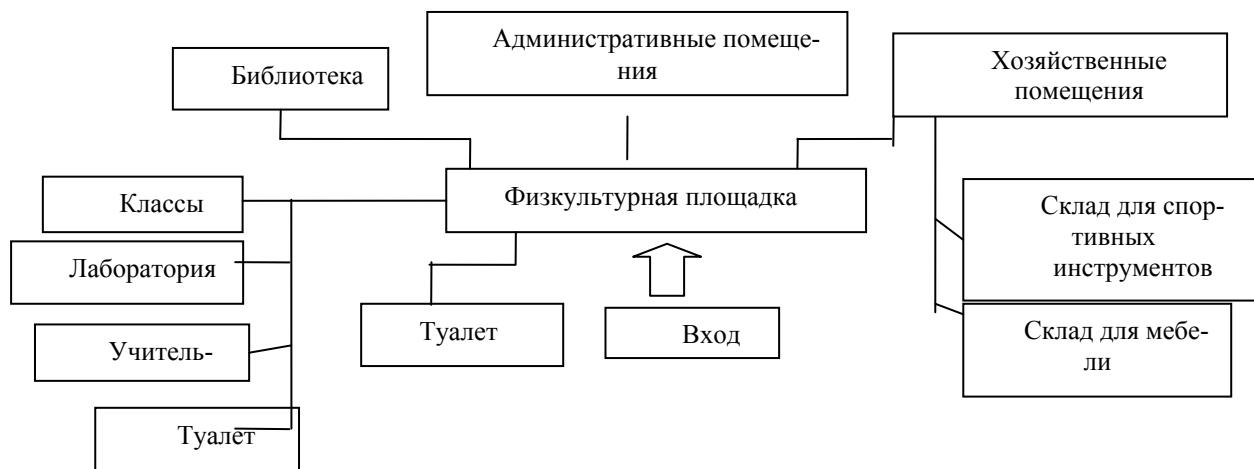 Административные помеще-
ния
Библиотека
Хозяйственные
помещения
Физкультурная площадка
Классы
Склад для спор-
тивных
инструментов
Лаборатория
Туалет
Вход
Учитель-
Склад для мебе-
ли
Туалет